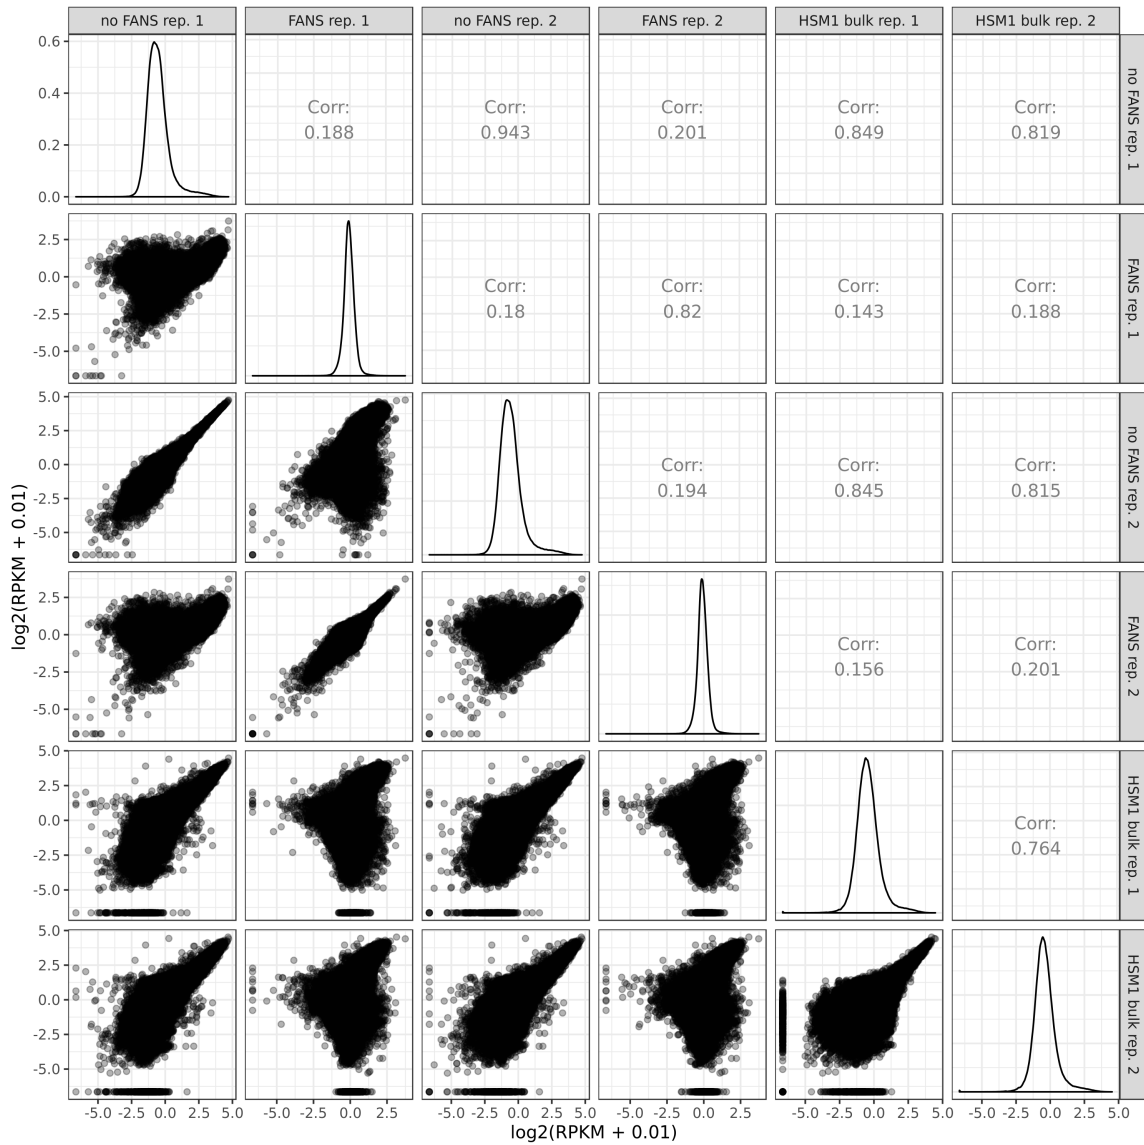 no FANS rep. 1 FANS rep. 1 no FANS rep. 2 FANS rep. 2 HSM1 bulk rep. 1 HSM1 bulk rep. 2
0.6
0.4
0.2
0.0
Corr: Corr: Corr: Corr: Corr:
0.188 0.943 0.201 0.849 0.819
no FANS rep. 1
2.5
0.0
-2.5
-5.0
Corr: Corr: Corr: Corr:
0.18 0.82 0.143 0.188
FANS rep. 1
5.0
2.5
0.0
-2.5
-5.0
Corr: Corr: Corr:
0.194 0.845 0.815
no FANS rep. 2
log2(RPKM + 0.01)
2.5
0.0
-2.5
-5.0
Corr: Corr:
0.156 0.201
FANS rep. 2
5.0
2.5
0.0
-2.5
-5.0
Corr:
0.764
HSM1 bulk rep. 1
5.0
2.5
0.0
-2.5
-5.0
HSM1 bulk rep. 2
-5.0 -2.5 0.0 2.5 5.0 -5.0 -2.5 0.0 2.5 -5.0 -2.5 0.0 2.5 5.0 -5.0 -2.5 0.0 2.5 -5.0 -2.5 0.0 2.5 5.0 -5.0 -2.5 0.0 2.5 5.0
log2(RPKM + 0.01)